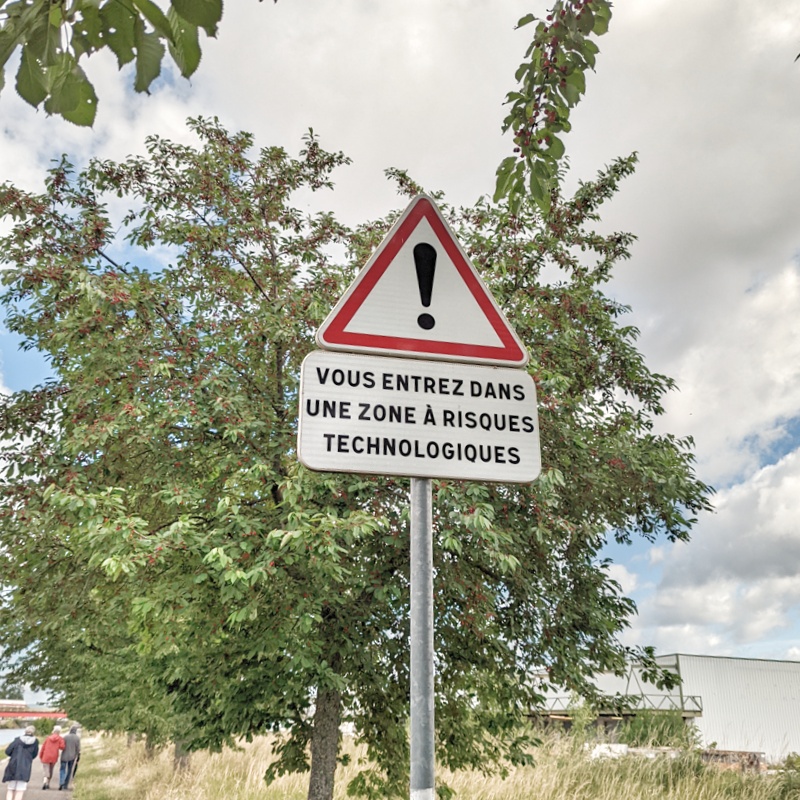 VOUS ENTREZ DANS
UNE ZONE À RISQUES
TECHNOLOGIQUES